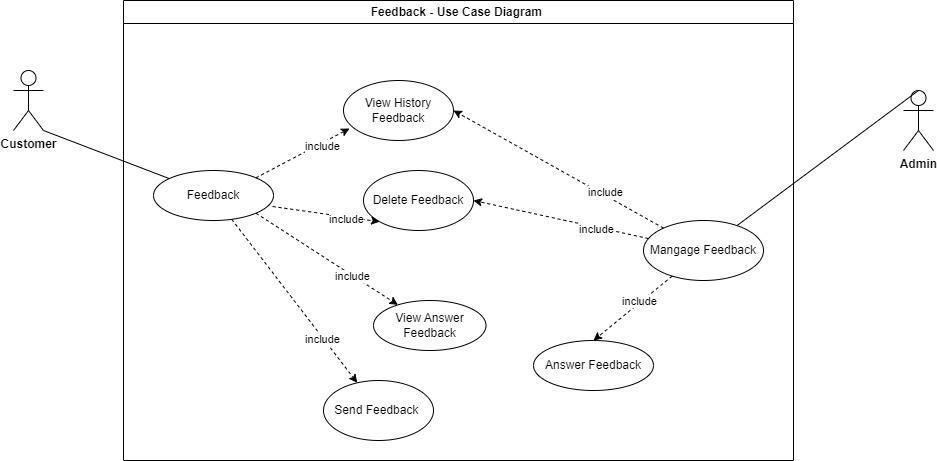 Feedback - Use Case Diagram
View History
Feedback
include
Customer
Admin
Feedback
include
Delete Feedback
include
include
Mangage Feedback
include
include
View Answer
Feedback
include
include
Answer Feedback
Send Feedback